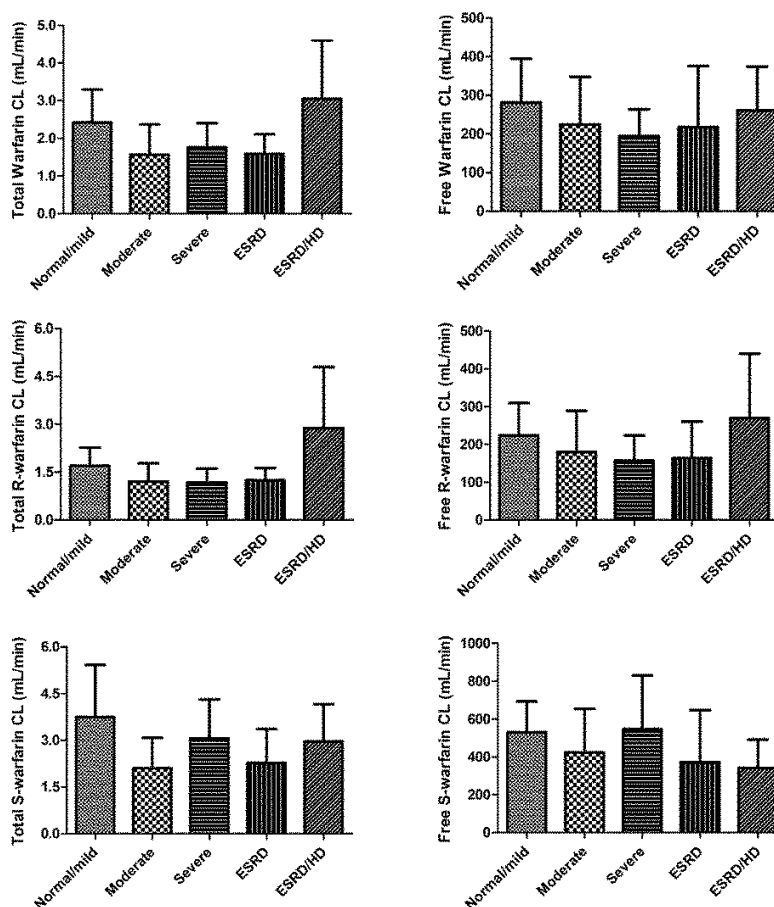 Total Warfarin CL (mL/min)
5.0
4.0
3.0
2.0
1.0
0.0
Normal/mild
Moderate
Severe
ESRD
ESRD/HD
Free Warfarin CL (mL/min)
500
400
300
200
100
0
Normal/mild
Moderate
Severe
ESRD
ESRD/HD
Total R-warfarin CL (mL/min)
6.0
4.5
3.0
1.5
0.0
Normal/mild
Moderate
Severe
ESRD
ESRD/HD
Free R-warfarin CL (mL/min)
500
400
300
200
100
0
Normal/mild
Moderate
Severe
ESRD
ESRD/HD
Total S-warfarin CL (mL/min)
6.0
4.5
3.0
1.5
0.0
Normal/mild
Moderate
Severe
ESRD
ESRD/HD
Free S-warfarin CL (mL/min)
1000
800
600
400
200
0
Normal/mild
Moderate
Severe
ESRD
ESRD/HD